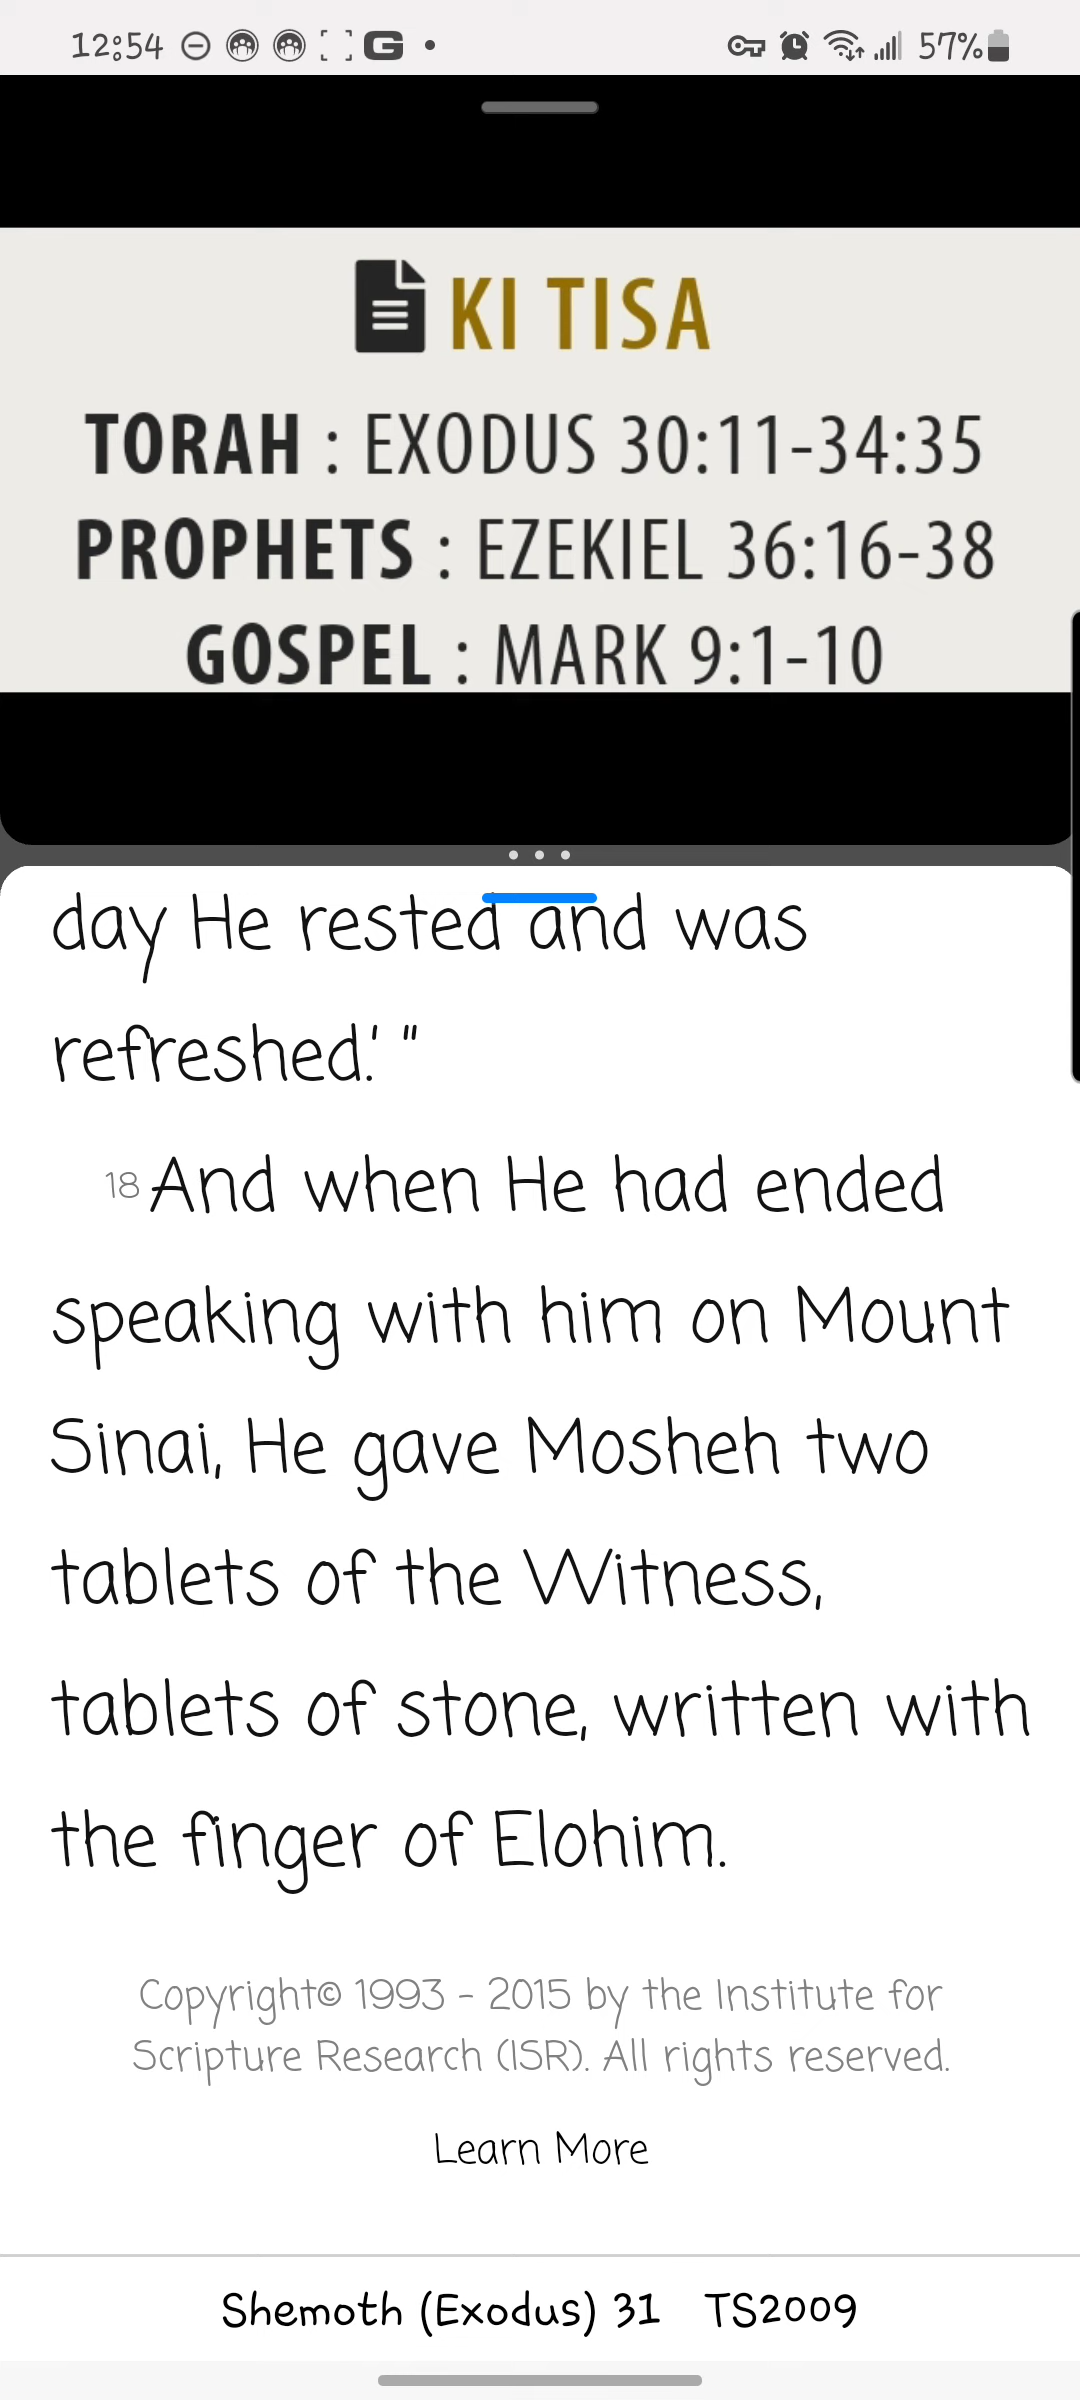 12:54 G 57%
KI TISA
TORAH : EXODUS 30:11-34:35
PROPHETS : EZEKIEL 36:16-38
GOSPEL : MARK 9:1-10
day He rested and was
refreshed.' "
18 And when He had ended
speaking with him on Mount
Sinai, He gave Mosheh two
tablets of the Witness,
tablets of stone, written with
the finger of Elohim.
Copyright© 1993 - 2015 by the Institute for
Scripture Research (ISR). All rights reserved.
Learn More
Shemoth (Exodus) 31 TS2009